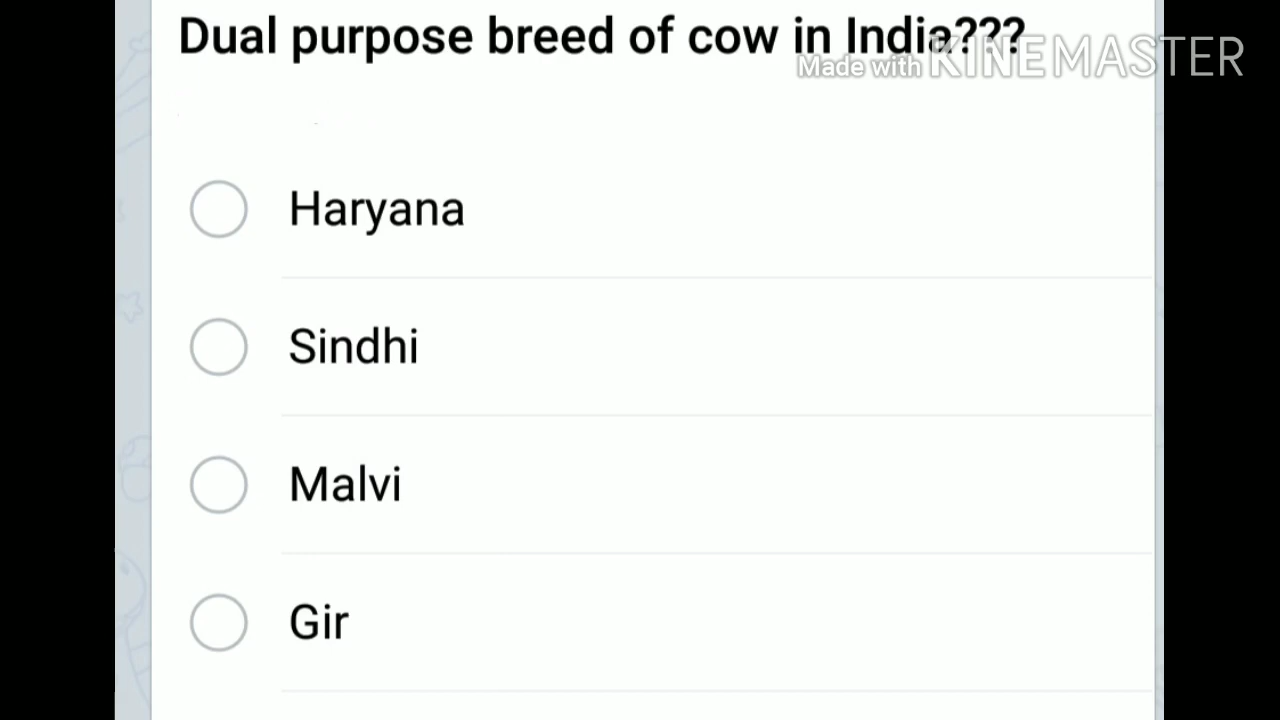 Dual purpose breed of cow in India???
Made with KINEMASTER
Haryana
Sindhi
Malvi
Gir